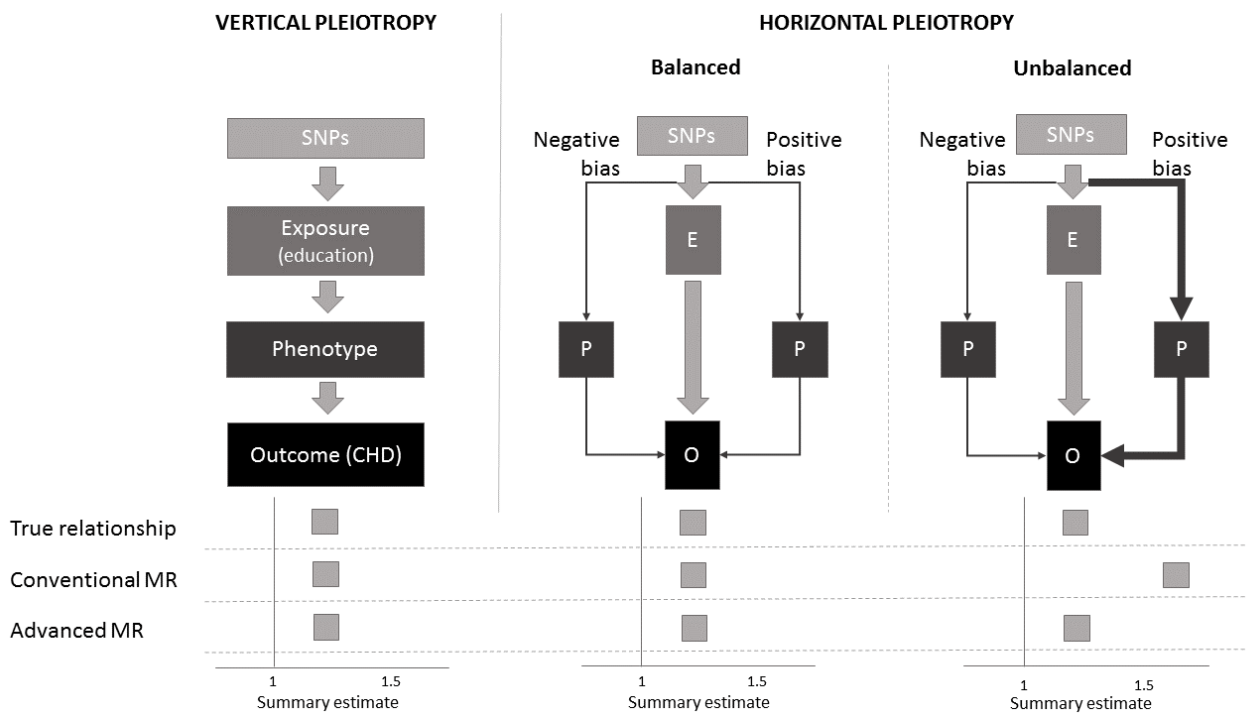 VERTICAL PLEIOTROPY
HORIZONTAL PLEIOTROPY
Balanced
Unbalanced
SNPs
Exposure
(education)
Phenotype
Outcome (CHD)
Negative
bias
SNPs
Positive
bias
E
P
P
O
Negative
bias
SNPs
Positive
bias
E
P
P
O
True relationship
Conventional MR
Advanced MR
1 1.5
Summary estimate
1 1.5
Summary estimate
1 1.5
Summary estimate